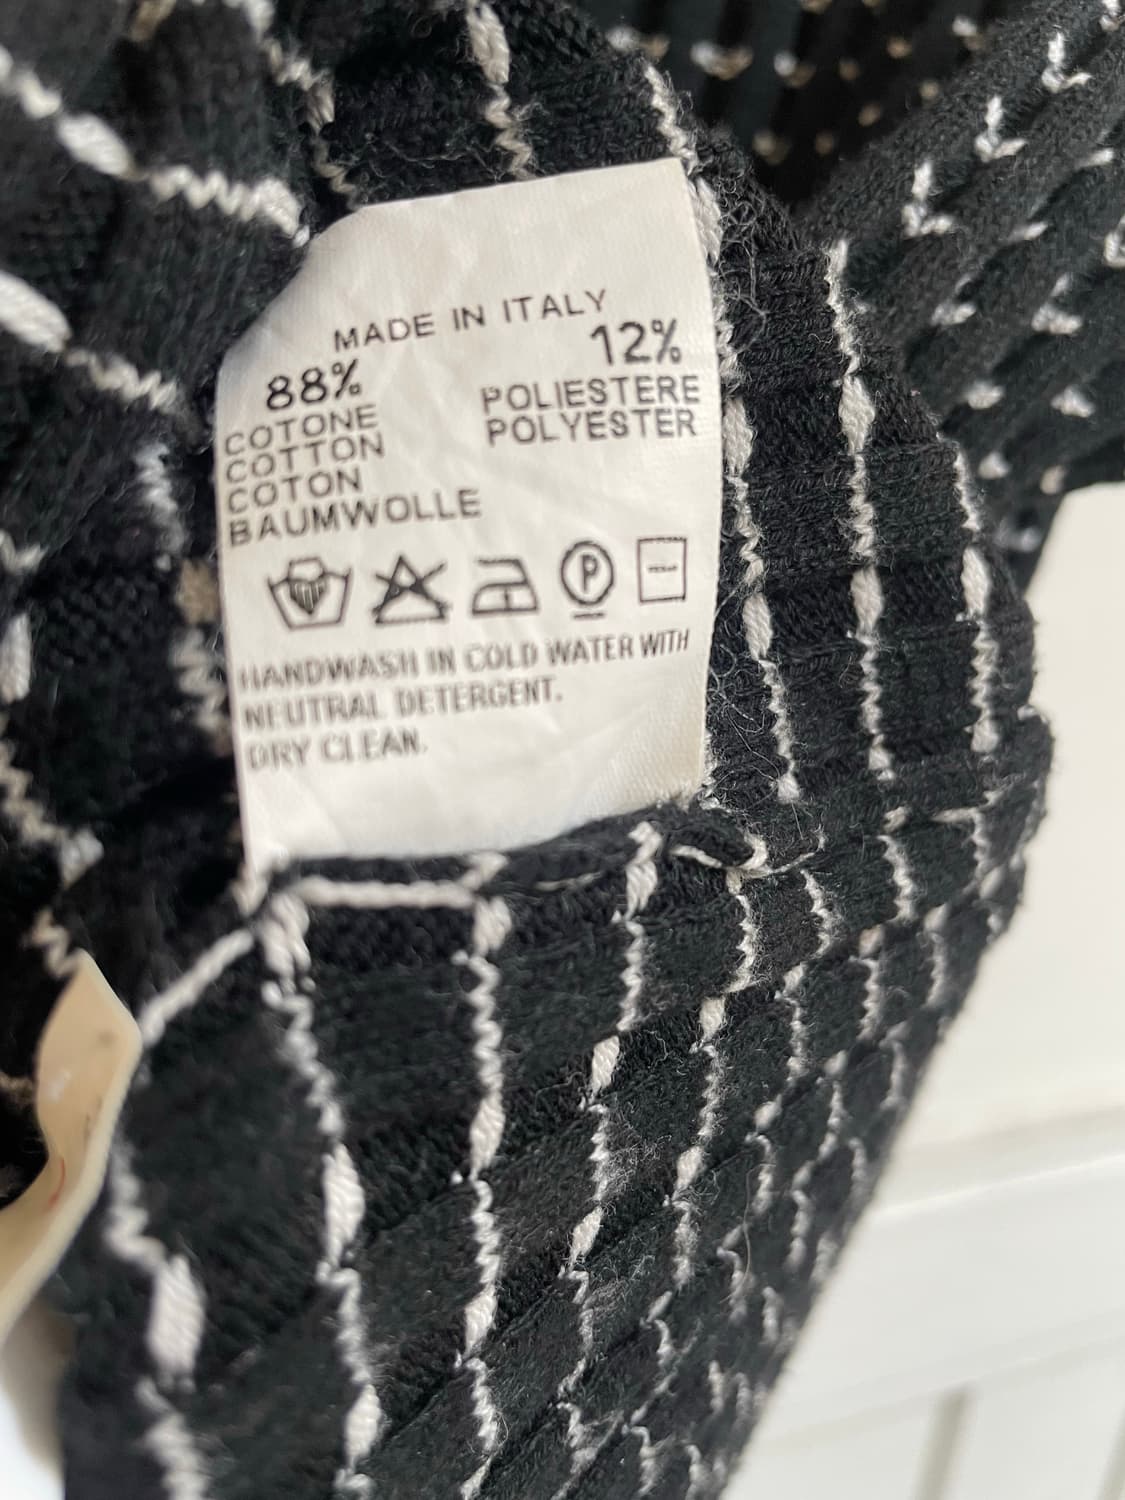 MADE IN ITALY
88% 12%
COTONE POLIESTERE
COTTON POLYESTER
COTON
BAUMWOLLE
P
HANDWASH IN COLD WATER WITH
NEUTRAL DETERGENT.
DRY CLEAN.